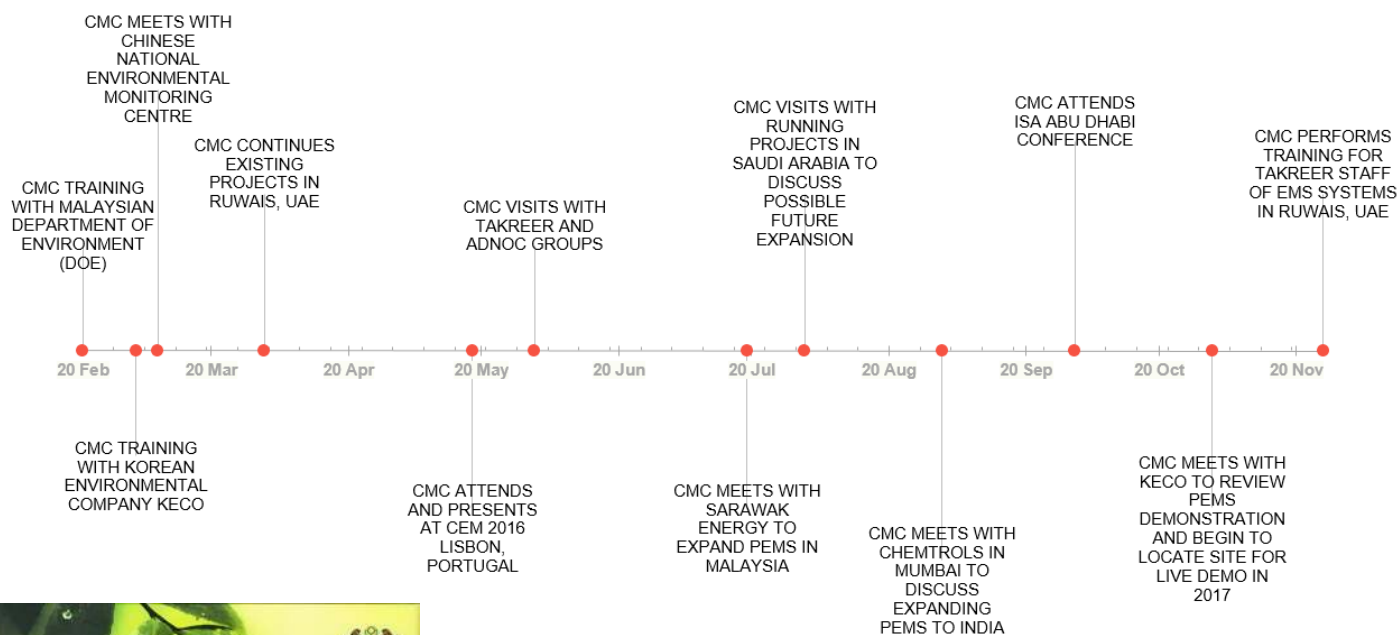 CMC MEETS WITH
CHINESE
NATIONAL
ENVIRONMENTAL
MONITORING
CENTRE
CMC CONTINUES
EXISTING
PROJECTS IN
RUWAIS, UAE
CMC TRAINING
WITH MALAYSIAN
DEPARTMENT OF
ENVIRONMENT
(DOE)
CMC VISITS WITH
TAKREER AND
ADNOC GROUPS
CMC VISITS WITH
RUNNING
PROJECTS IN
SAUDI ARABIA TO
DISCUSS
POSSIBLE
FUTURE
EXPANSION
CMC ATTENDS
ISA ABU DHABI
CONFERENCE
CMC PERFORMS
TRAINING FOR
TAKREER STAFF
OF EMS SYSTEMS
IN RUWAIS, UAE
20 Feb 20 Mar 20 Apr 20 May 20 Jun 20 Jul 20 Aug 20 Sep 20 Oct 20 Nov
CMC TRAINING
WITH KOREAN
ENVIRONMENTAL
COMPANY KECO
CMC ATTENDS
AND PRESENTS
AT CEM 2016
LISBON,
PORTUGAL
CMC MEETS WITH
SARAWAK
ENERGY TO
EXPAND PEMS IN
MALAYSIA
CMC MEETS WITH
CHEMTROLS IN
MUMBAI TO
DISCUSS
EXPANDING
PEMS TO INDIA
CMC MEETS WITH
KECO TO REVIEW
PEMS
DEMONSTRATION
AND BEGIN TO
LOCATE SITE FOR
LIVE DEMO IN
2017